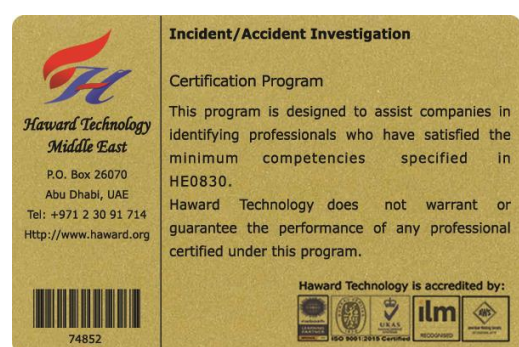 Haward Technology
Middle East
P.O. Box 26070
Abu Dhabi, UAE
Tel: +971 2 30 91 714
Http://www.haward.org
74852
Incident/Accident Investigation
Certification Program
This program is designed to assist companies in
identifying professionals who have satisfied the
minimum competencies specified in
HE0830.
Haward Technology does not warrant or
guarantee the performance of any professional
certified under this program.
Haward Technology is accredited by:
UKAS
ISO 9001:2015 Certified
ilm
RECOGNISED
AWS